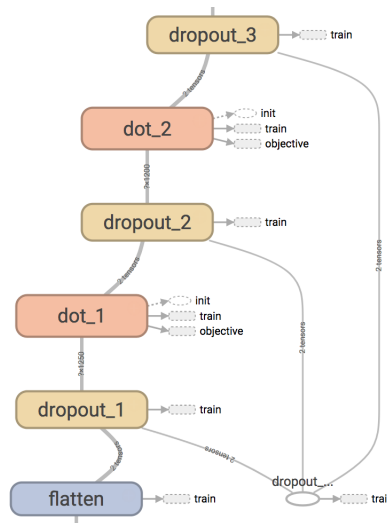 dropout_3
train
2 tensors
init
dot_2
train
objective
?×1200
dropout_2
train
2 tensors
2 tensors
init
dot_1
train
objective
2 tensors
?×1250
dropout_1
train
2 tensors
2 tensors
dropout_...
flatten
train
train